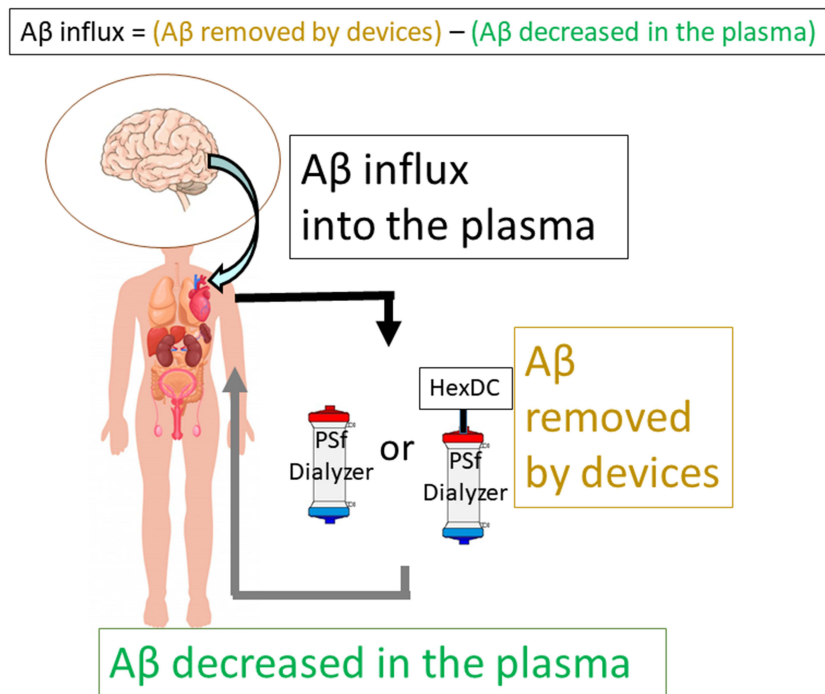 Aβ influx = (Aβ removed by devices) – (Aβ decreased in the plasma)
Aβ influx
into the plasma
HexDC
Aβ
removed
by devices
PSf
Dialyzer
or
PSf
Dialyzer
Aβ decreased in the plasma